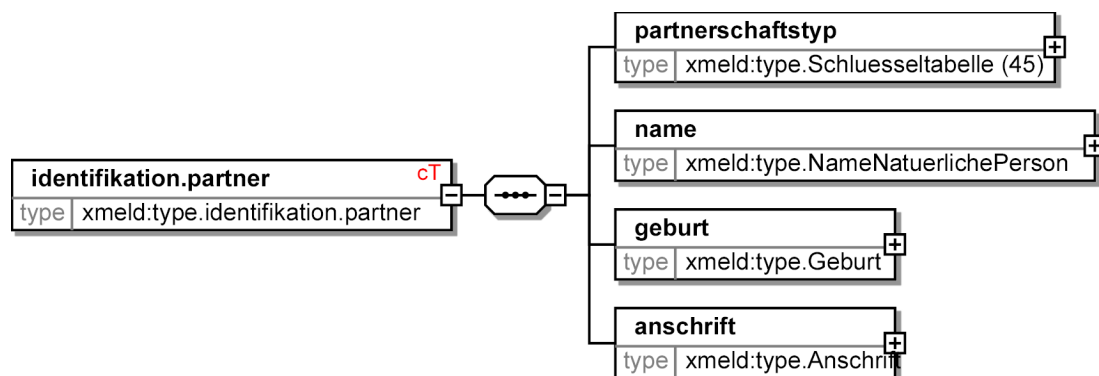 partnerschaftstyp
type xmeld:type.Schluesseltabelle (45)
name
type xmeld:type.NameNatuerlichePerson
identifikation.partner cT
type xmeld:type.identifikation.partner
geburt
type xmeld:type.Geburt
anschrift
type xmeld:type.Anschrift